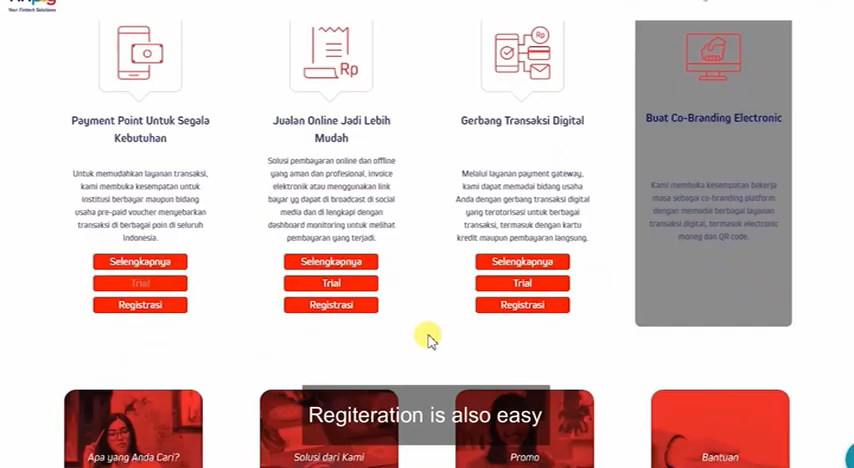 Your Fintech Solutions
Rp
Rp
Payment Point Untuk Segala
Kebutuhan
Untuk memudahkan layanan transaksi,
kami membuka kesempatan untuk
institusi berbayar maupun bidang
usaha pre-paid voucher menyebarkan
transaksi di berbagai poin di seluruh
Indonesia.
Selengkapnya
Trial
Registrasi
Jualan Online Jadi Lebih
Mudah
Solusi pembayaran online dan offline
yang aman dan profesional, invoice
elektronik atau menggunakan link
bayar yg dapat di broadcast di social
media dan di lengkapi dengan
dashboard monitoring untuk melihat
pembayaran yang terjadi.
Selengkapnya
Trial
Registrasi
Gerbang Transaksi Digital
Melalui layanan payment gateway,
kami dapat memadai bidang usaha
Anda dengan gerbang transaksi digital
yang terotorisasi untuk berbagai
transaksi, termasuk dengan kartu
kredit maupun pembayaran langsung.
Selengkapnya
Trial
Registrasi
Buat Co-Branding Electronic
Kami membuka kesempatan bekerja
masa sebagai co-branding platform
dengan memadai berbagai layanan
transaksi digital, termasuk electronic
money dan QR code.
Regiteration is also easy
Apa yang Anda Cari?
Solusi dari Kami
Promo
Bantuan